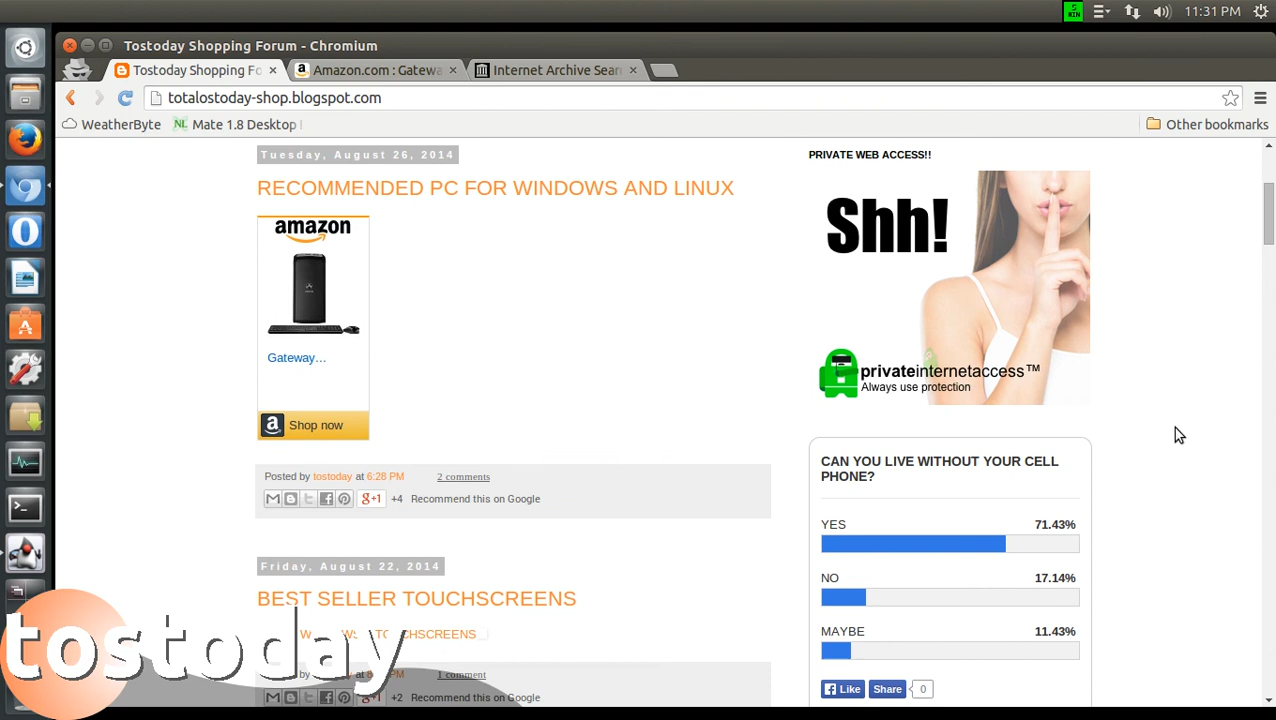 11:31 PM
Tostoday Shopping Forum - Chromium
Tostoday Shopping Fo
Amazon.com : Gatewa
Internet Archive Sear
totalostoday-shop.blogspot.com
WeatherByte
Mate 1.8 Desktop
Other bookmarks
Tuesday, August 26, 2014
RECOMMENDED PC FOR WINDOWS AND LINUX
amazon
Gateway...
Shop now
Posted by tostoday at 6:28 PM 2 comments
+1 +4 Recommend this on Google
Friday, August 22, 2014
BEST SELLER TOUCHSCREENS
1 comment
+1 +2 Recommend this on Google
tostoday
PRIVATE WEB ACCESS!!
Shh!
privateinternetaccess™
Always use protection
CAN YOU LIVE WITHOUT YOUR CELL
PHONE?
YES 71.43%
NO 17.14%
MAYBE 11.43%
Like Share 0